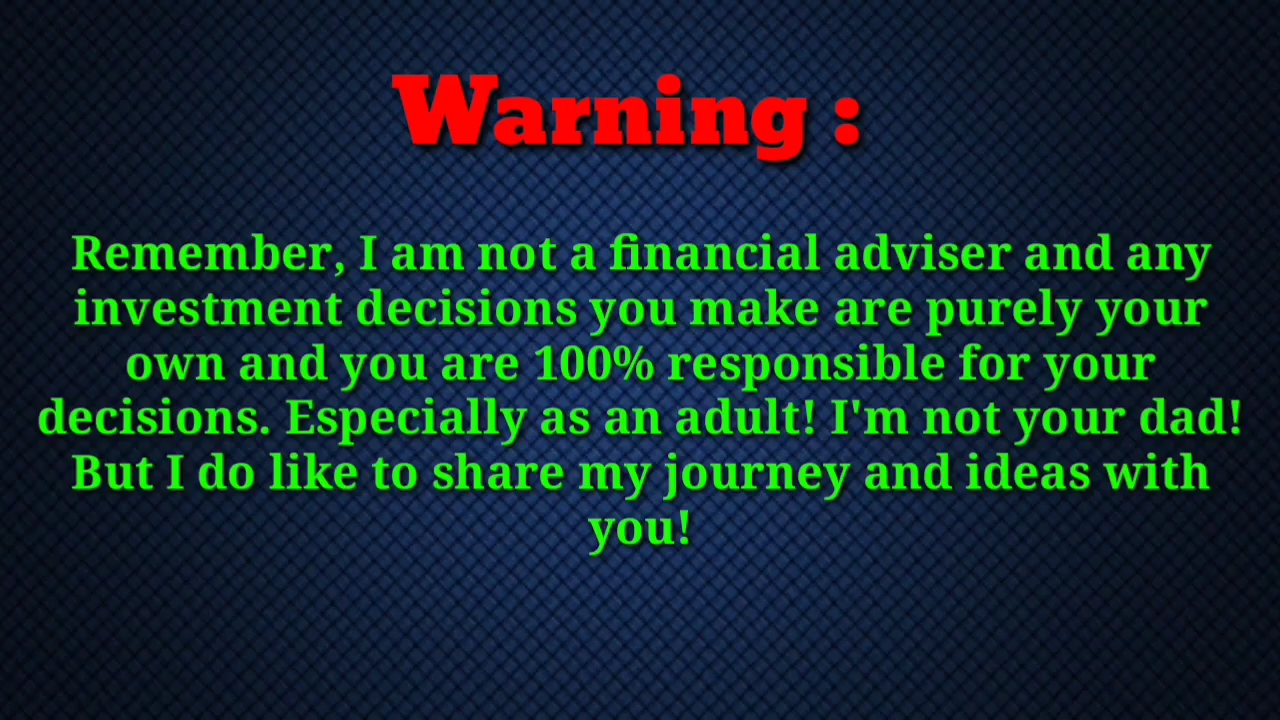 Warning :
Remember, I am not a financial adviser and any
investment decisions you make are purely your
own and you are 100% responsible for your
decisions. Especially as an adult! I'm not your dad!
But I do like to share my journey and ideas with
you!